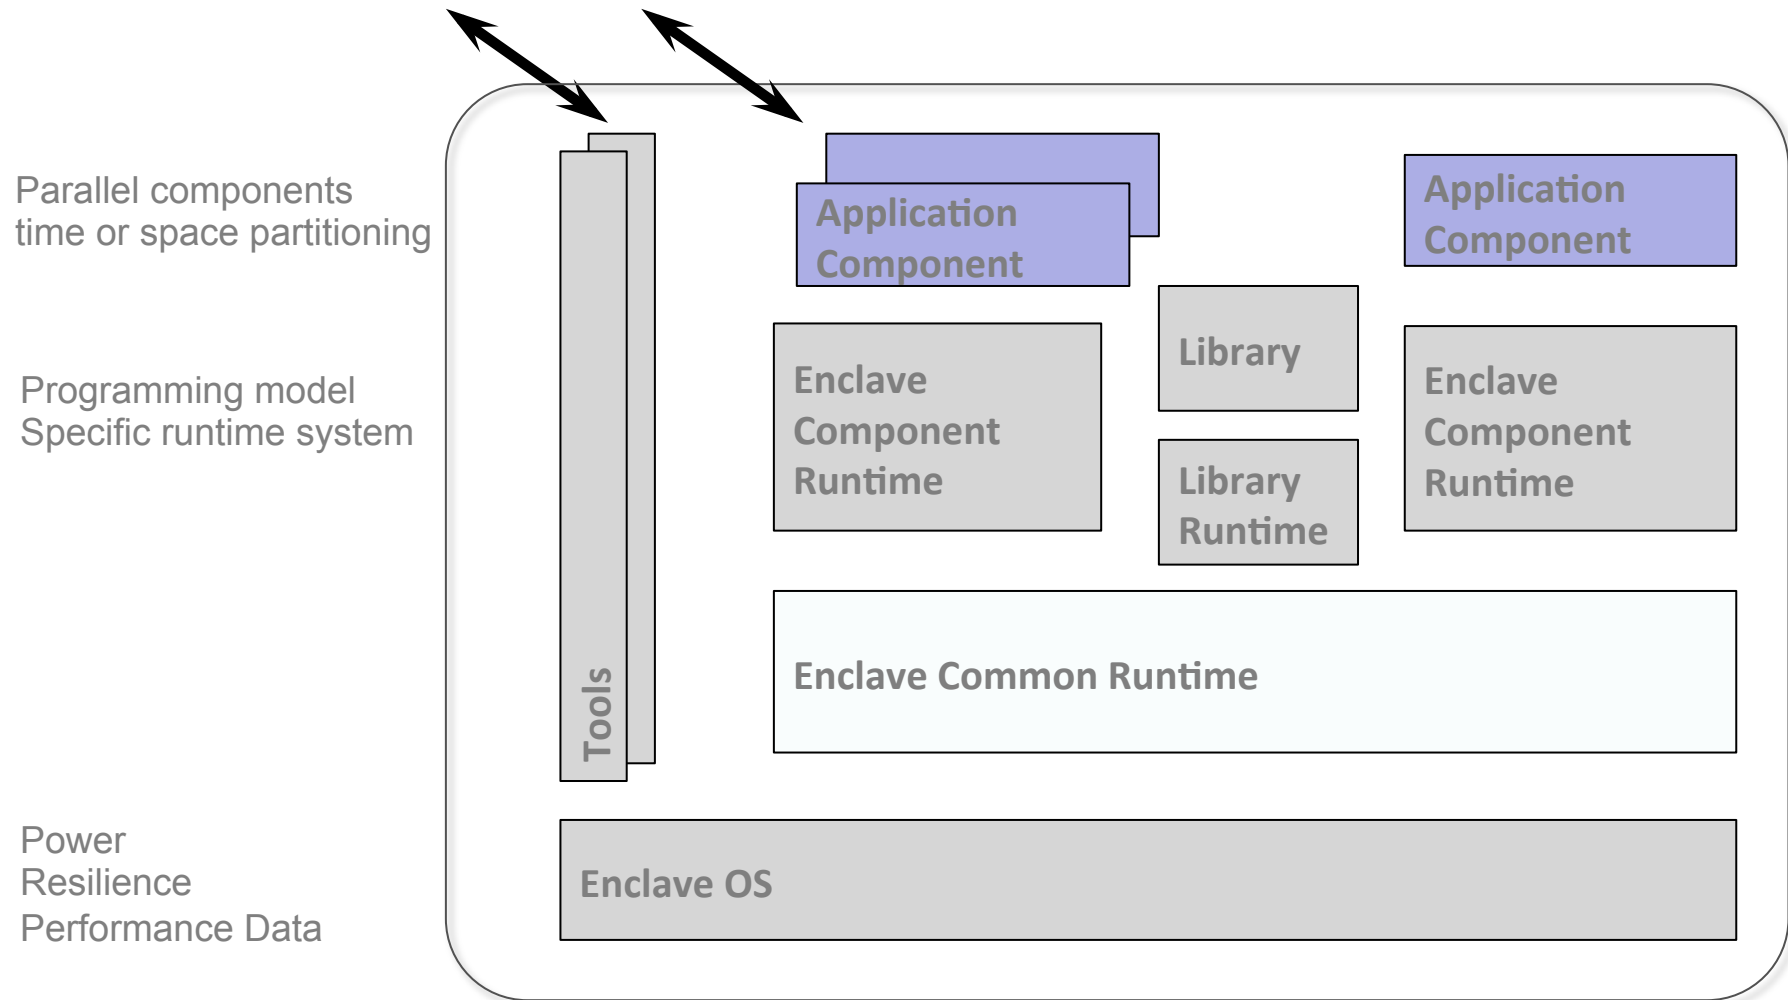 Parallel components
time or space partitioning
Programming model
Specific runtime system
Power
Resilience
Performance Data
Tools
Application
Component
Application
Component
Enclave
Component
Runtime
Library
Library
Runtime
Enclave
Component
Runtime
Enclave Common Runtime
Enclave OS